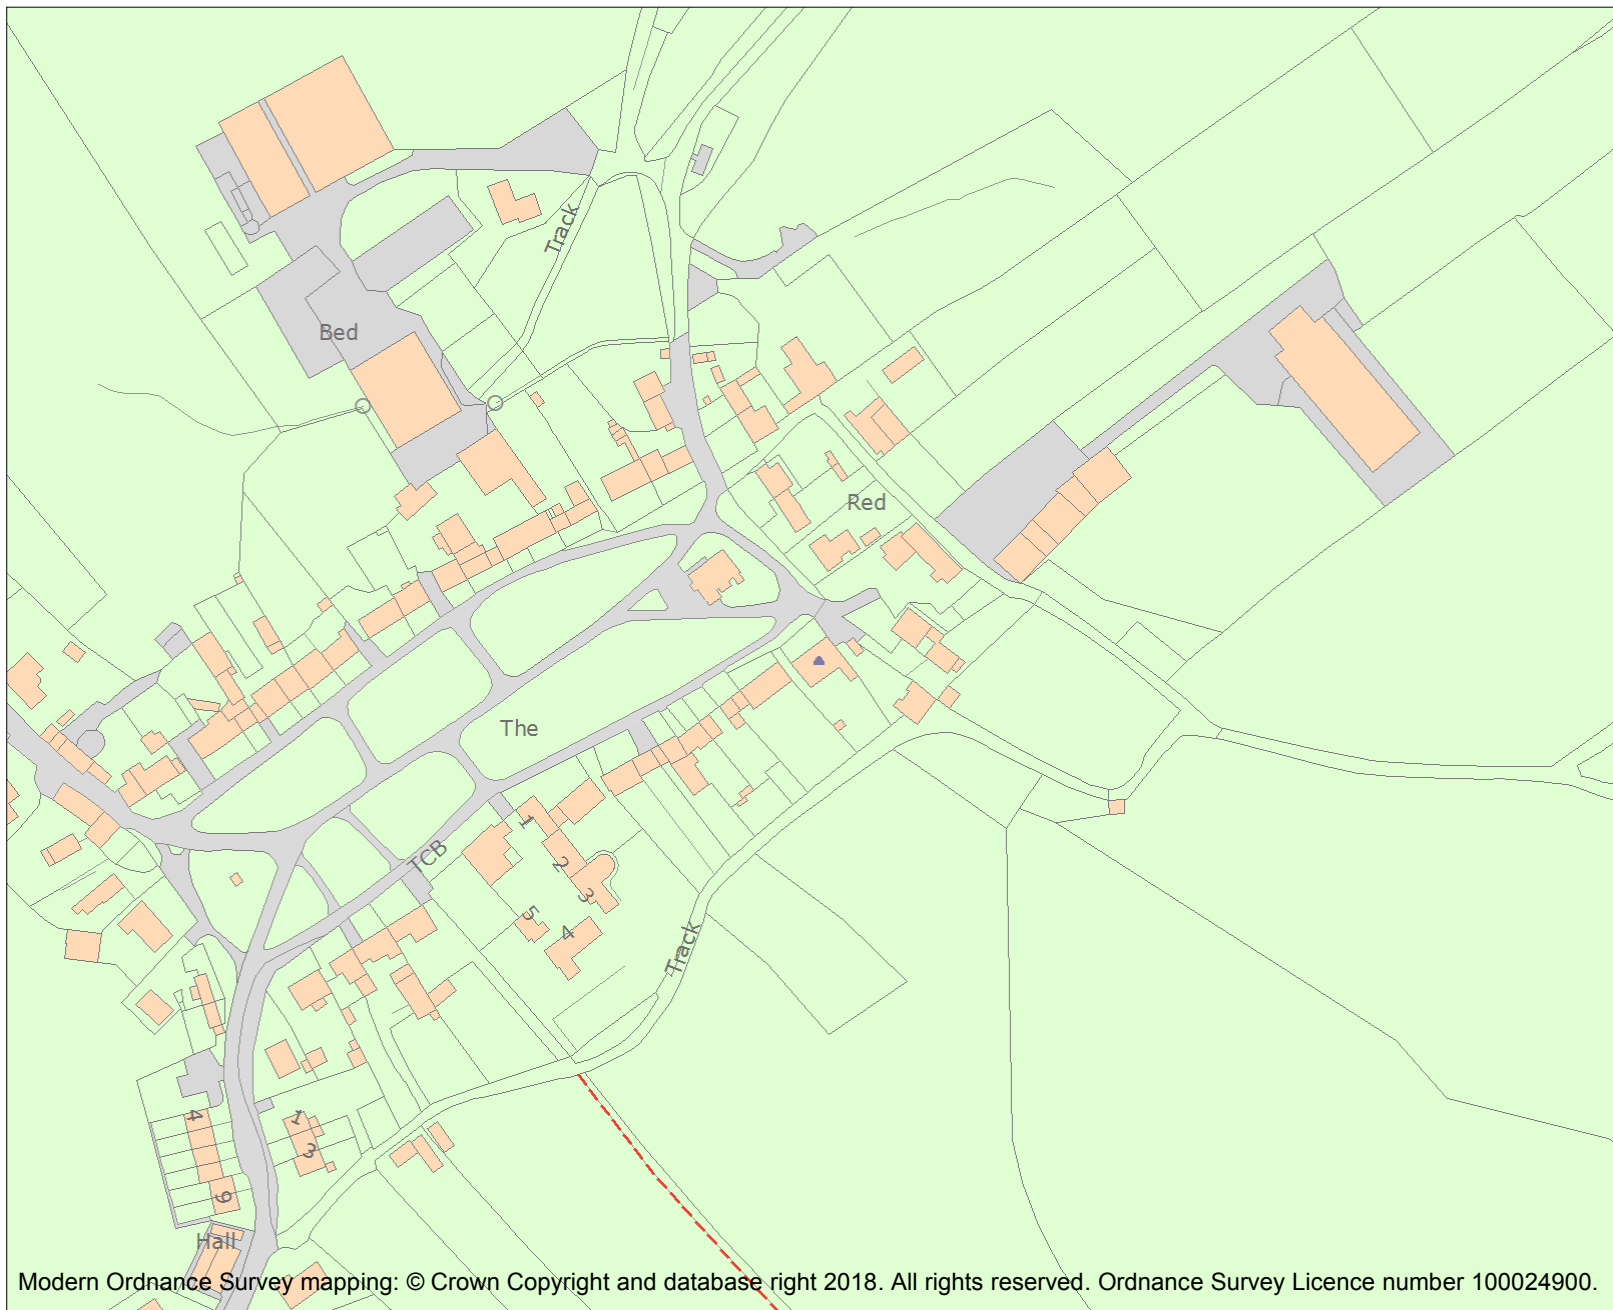 Track
Bed
Red
The
1
TCB
2
3
5
4
Track
4
1
3
9
Hall
Modern Ordnance Survey mapping: © Crown Copyright and database right 2018. All rights reserved. Ordnance Survey Licence number 100024900.